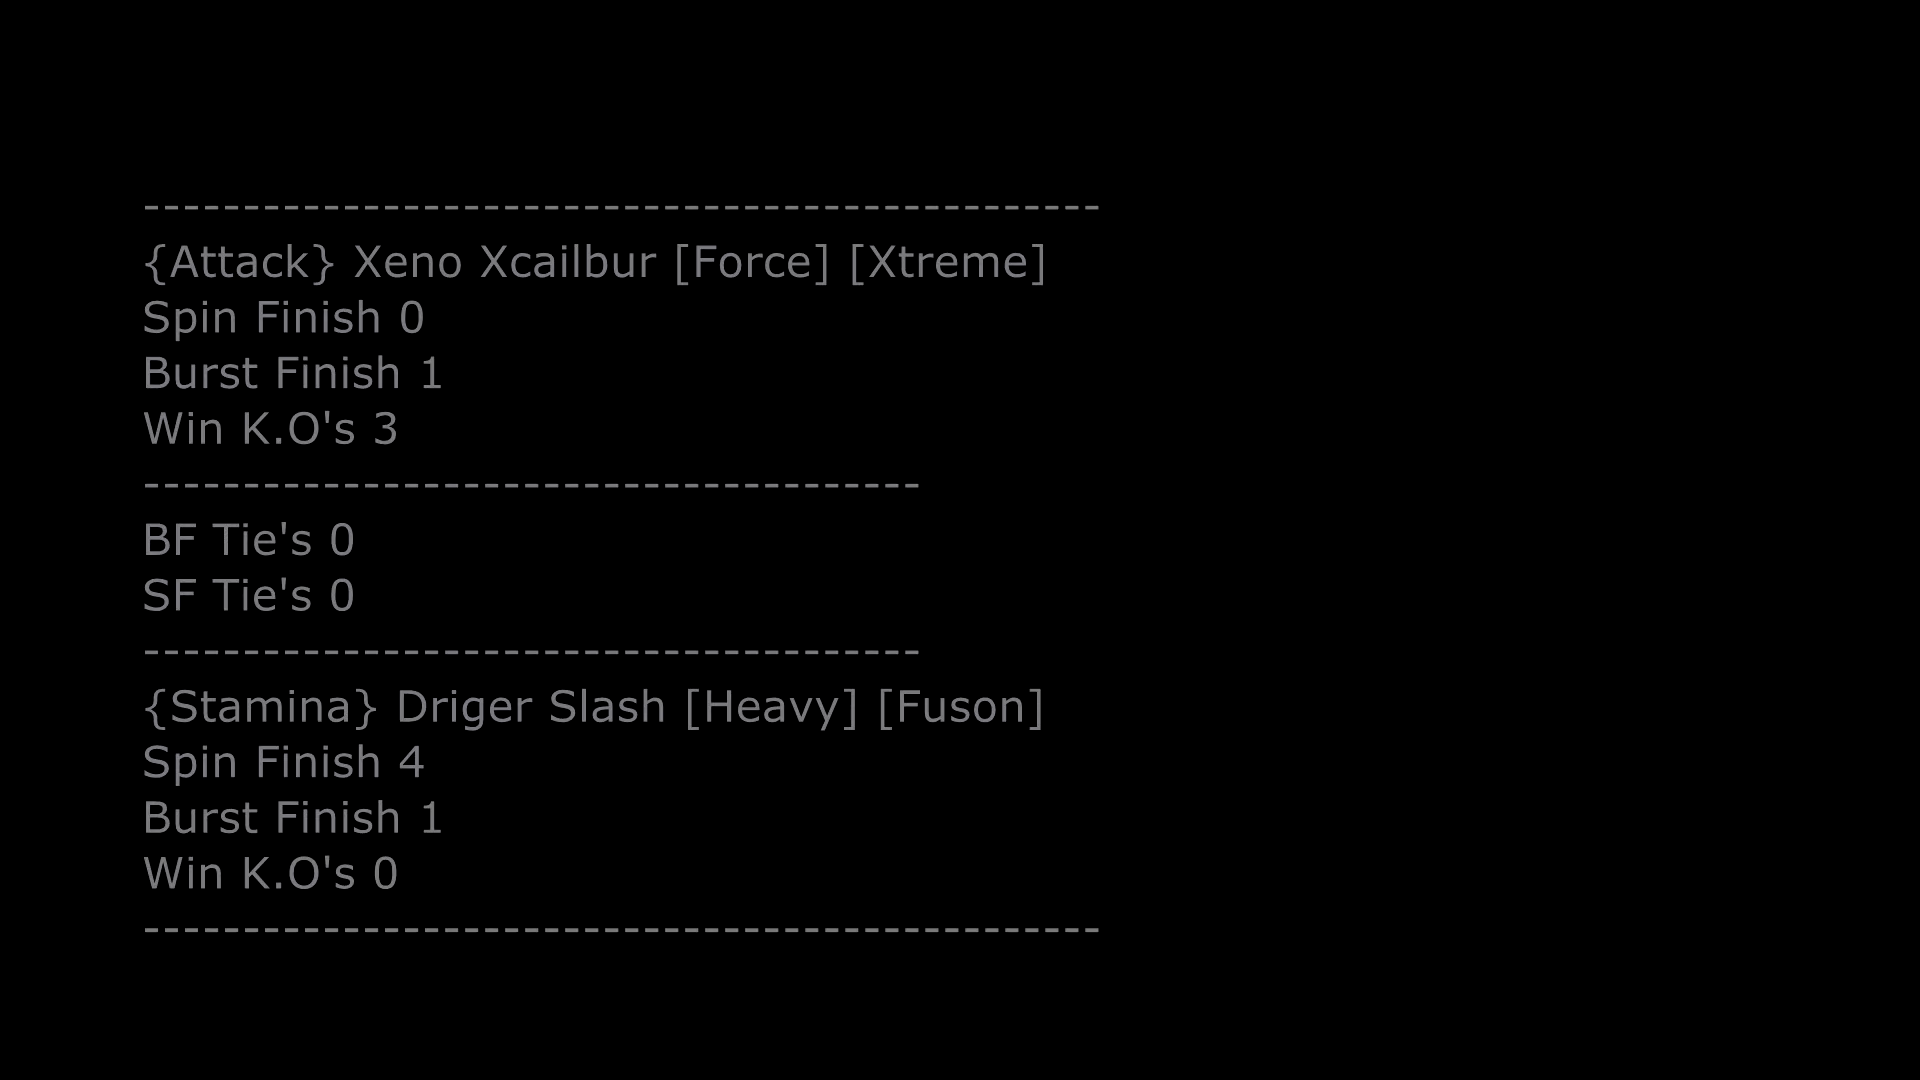 ------------------------------------------------
{Attack} Xeno Xcailbur [Force] [Xtreme]
Spin Finish 0
Burst Finish 1
Win K.O's 3
---------------------------------------
BF Tie's 0
SF Tie's 0
---------------------------------------
{Stamina} Driger Slash [Heavy] [Fuson]
Spin Finish 4
Burst Finish 1
Win K.O's 0
------------------------------------------------